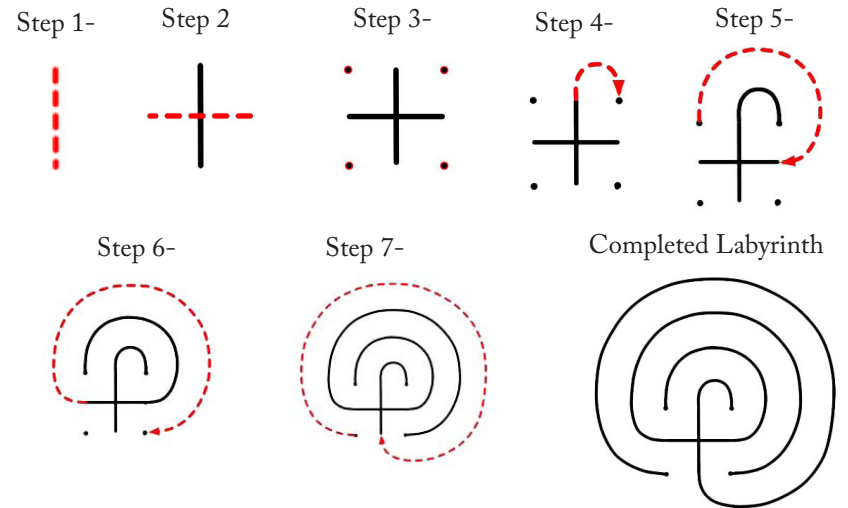 Step 1-
Step 2
Step 3-
Step 4-
Step 5-
Step 6-
Step 7-
Completed Labyrinth